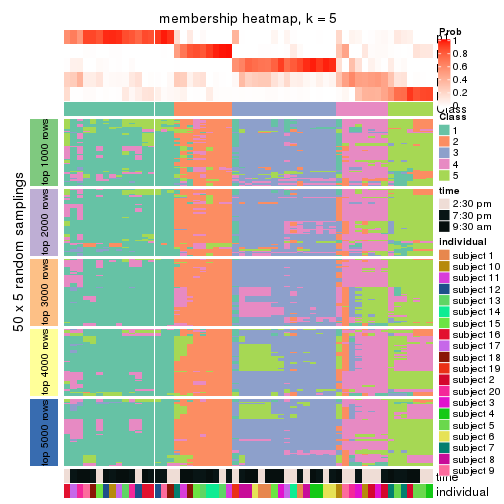 membership heatmap, k = 5
Prob
1
0.8
0.6
0.4
0.2
0
Class
Class
1
2
3
4
5
time
2:30 pm
7:30 pm
9:30 am
individual
subject 1
subject 10
subject 11
subject 12
subject 13
subject 14
subject 15
subject 16
subject 17
subject 18
subject 19
subject 2
subject 20
subject 3
subject 4
subject 5
subject 6
subject 7
subject 8
subject 9
50 x 5 random samplings
top 1000 rows
top 2000 rows
top 3000 rows
top 4000 rows
top 5000 rows
time
individual